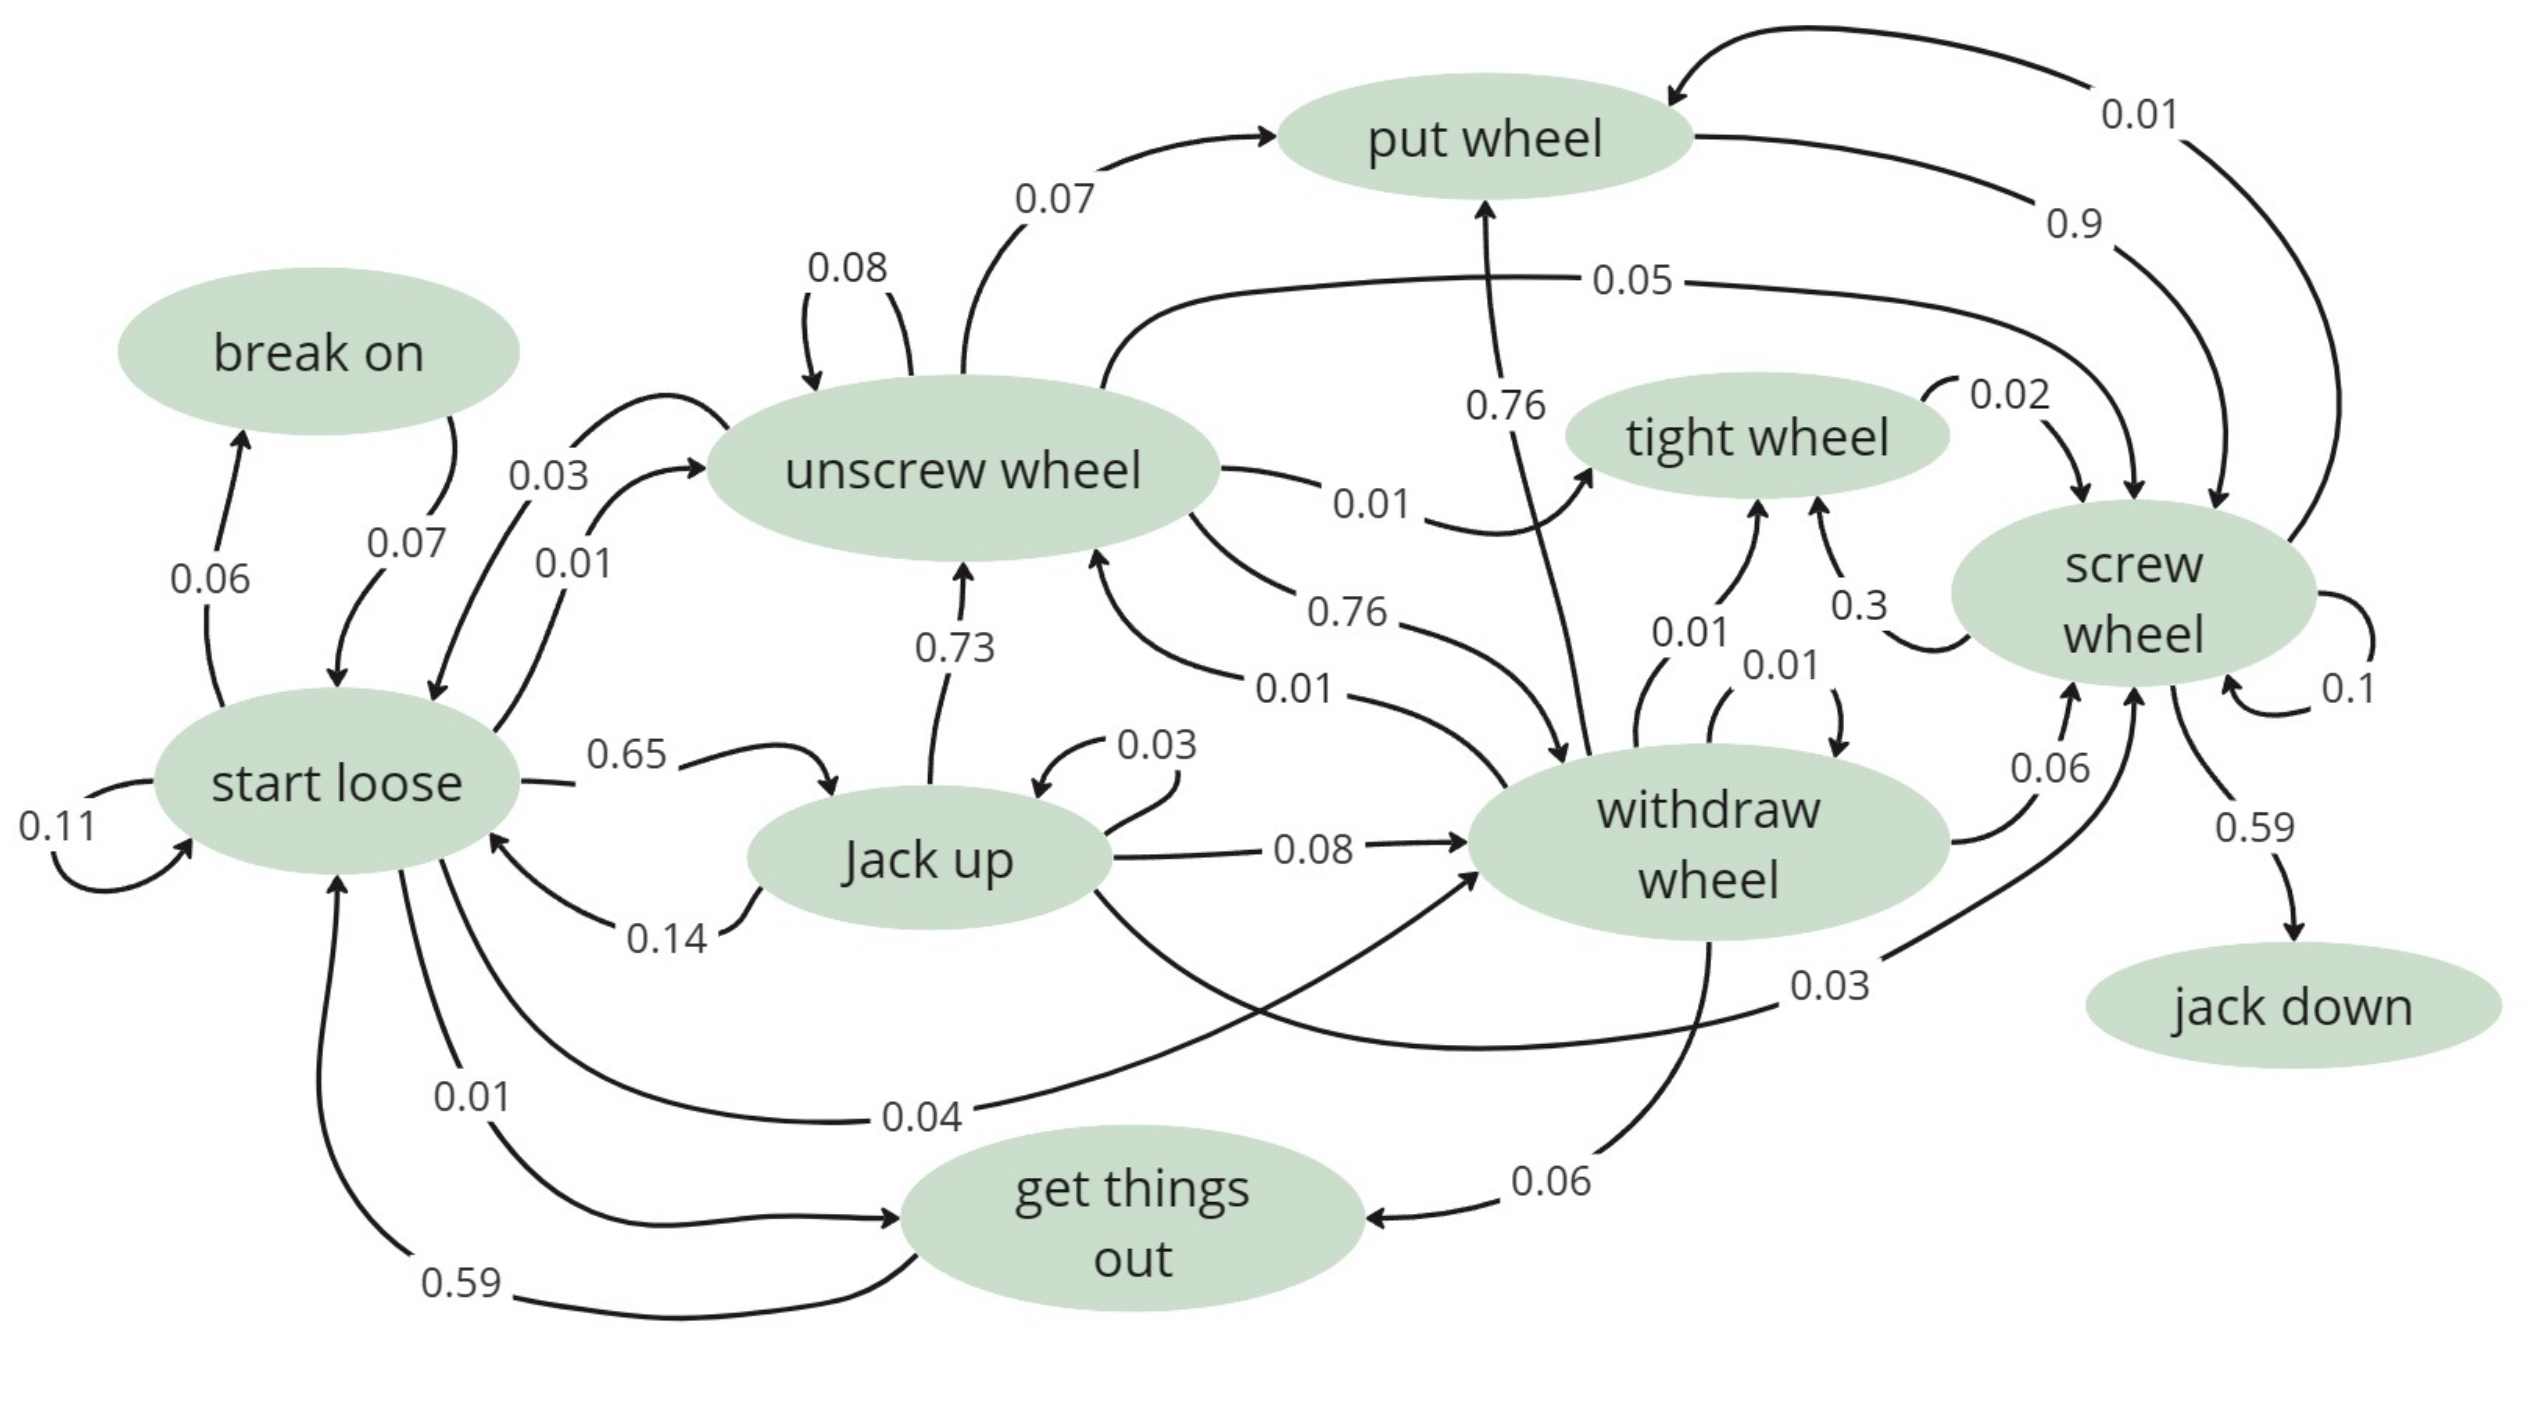 0.01
put wheel
0.07
0.9
0.08
0.05
break on
0.76
0.02
tight wheel
unscrew wheel
0.03
0.01
0.07
0.01
0.06
screw
wheel
0.3
0.76
0.01
0.73
0.01
0.01
0.1
0.65
0.03
0.06
start loose
withdraw
wheel
0.11
0.59
0.08
Jack up
0.14
0.03
jack down
0.01
0.04
0.06
get things
out
0.59